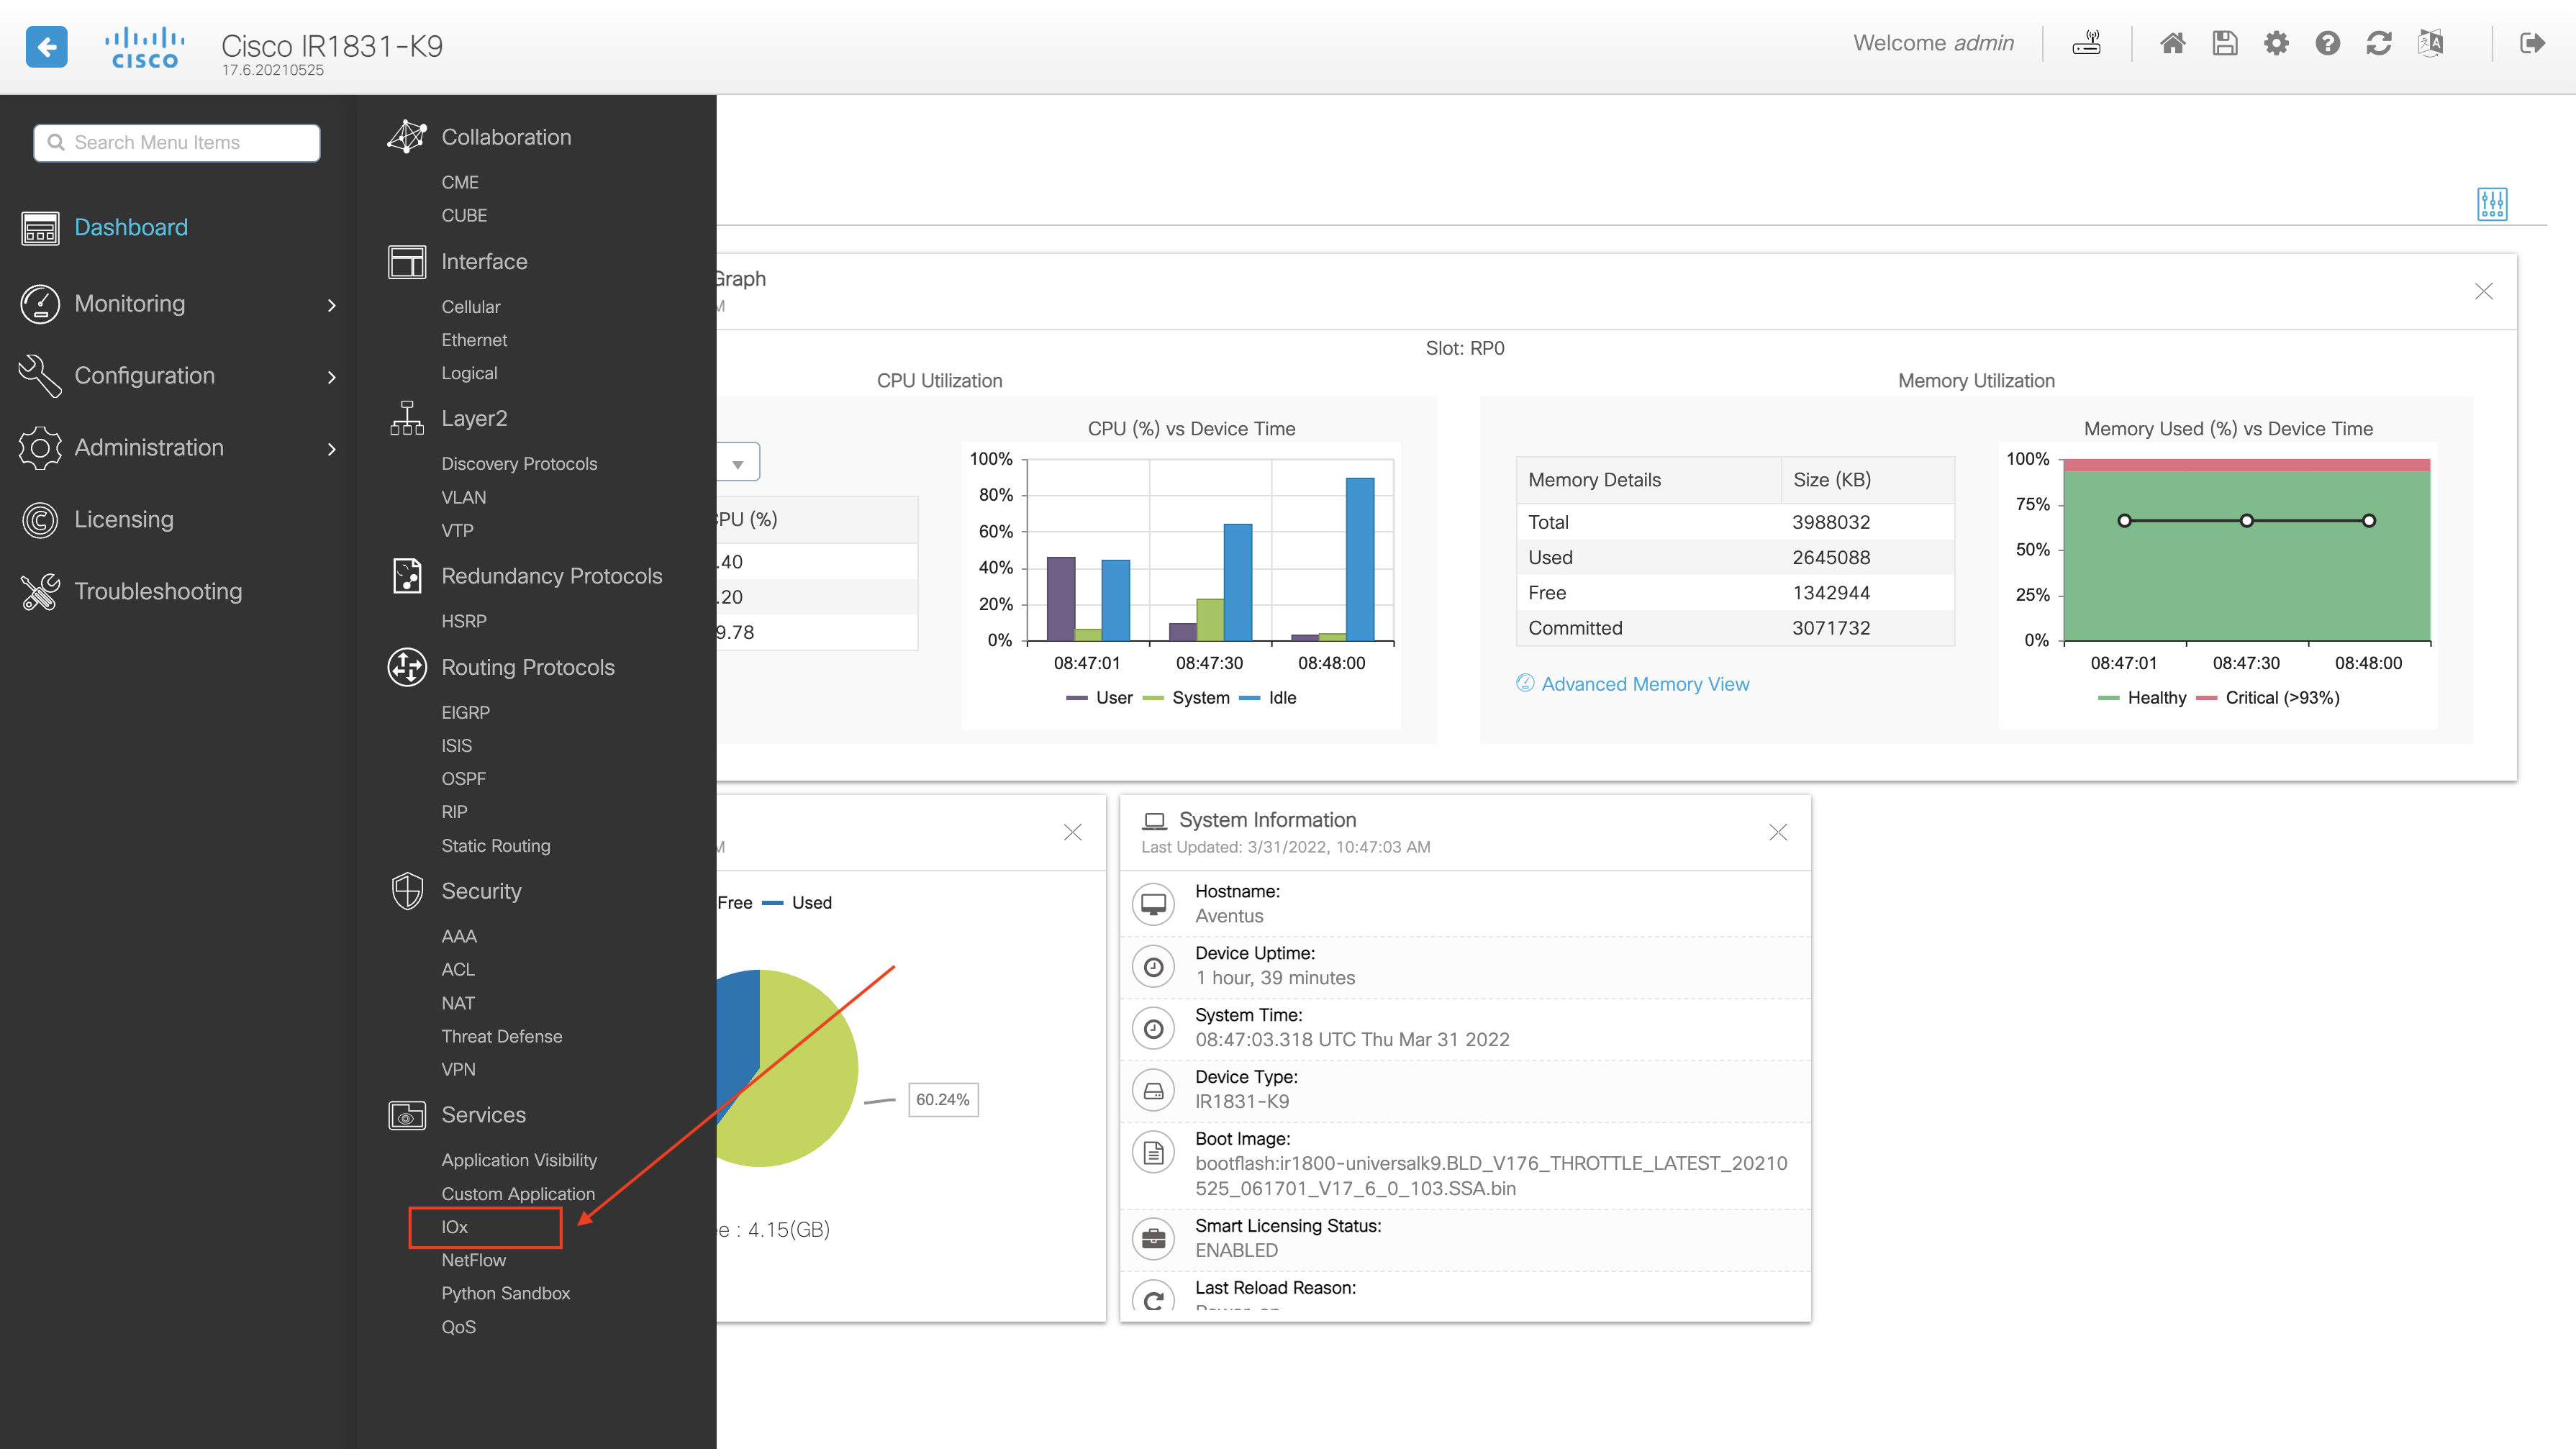 CISCO
Cisco IR1831-K9
17.6.20210525
Welcome admin
Search Menu Items
Dashboard
Monitoring
Configuration
Administration
Licensing
Troubleshooting
Collaboration
CME
CUBE
Interface
Cellular
Ethernet
Logical
Layer2
Discovery Protocols
VLAN
VTP
Redundancy Protocols
HSRP
Routing Protocols
EIGRP
ISIS
OSPF
RIP
Static Routing
Security
AAA
ACL
NAT
Threat Defense
VPN
Services
Application Visibility
Custom Application
IOx
NetFlow
Python Sandbox
QoS
Graph
M
Slot: RP0
CPU Utilization
CPU (%)
.40
.20
9.78
CPU (%) vs Device Time
100%
80%
60%
40%
20%
0%
08:47:01 08:47:30 08:48:00
User System Idle
Memory Utilization
Memory Details Size (KB)
Total 3988032
Used 2645088
Free 1342944
Committed 3071732
Advanced Memory View
Memory Used (%) vs Device Time
100%
75%
50%
25%
0%
08:47:01 08:47:30 08:48:00
Healthy Critical (>93%)
M
Free Used
60.24%
e : 4.15(GB)
System Information
Last Updated: 3/31/2022, 10:47:03 AM
Hostname:
Aventus
Device Uptime:
1 hour, 39 minutes
System Time:
08:47:03.318 UTC Thu Mar 31 2022
Device Type:
IR1831-K9
Boot Image:
bootflash:ir1800-universalk9.BLD_V176_THROTTLE_LATEST_20210
525_061701_V17_6_0_103.SSA.bin
Smart Licensing Status:
ENABLED
Last Reload Reason: